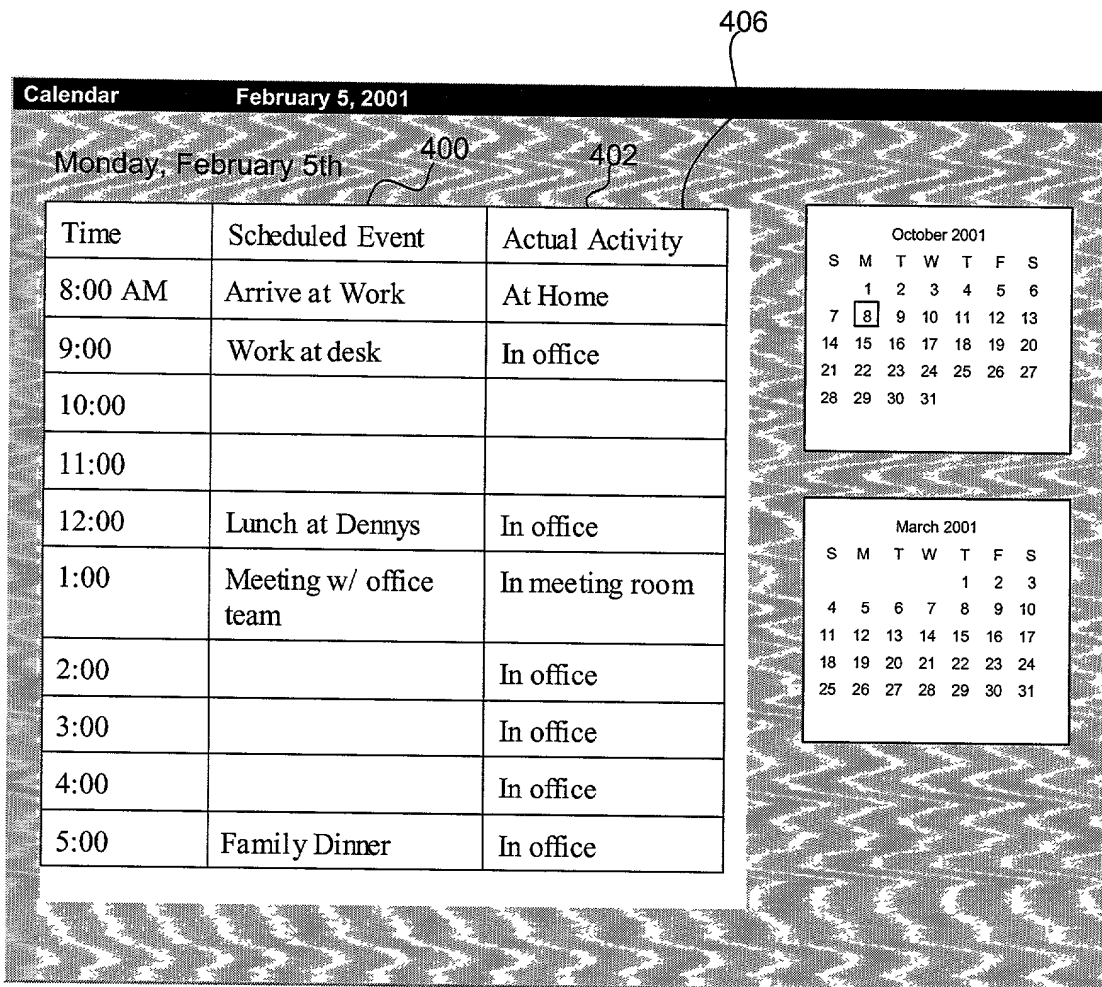 406
Calendar February 5, 2001
Monday, February 5th 400 402
Time Scheduled Event Actual Activity
8:00 AM Arrive at Work At Home
9:00 Work at desk In office
10:00
11:00
12:00 Lunch at Dennys In office
1:00 Meeting w/ office In meeting room
team
2:00 In office
3:00 In office
4:00 In office
5:00 Family Dinner In office
October 2001
S M T W T F S
1 2 3 4 5 6
7 8 9 10 11 12 13
14 15 16 17 18 19 20
21 22 23 24 25 26 27
28 29 30 31
March 2001
S M T W T F S
1 2 3
4 5 6 7 8 9 10
11 12 13 14 15 16 17
18 19 20 21 22 23 24
25 26 27 28 29 30 31